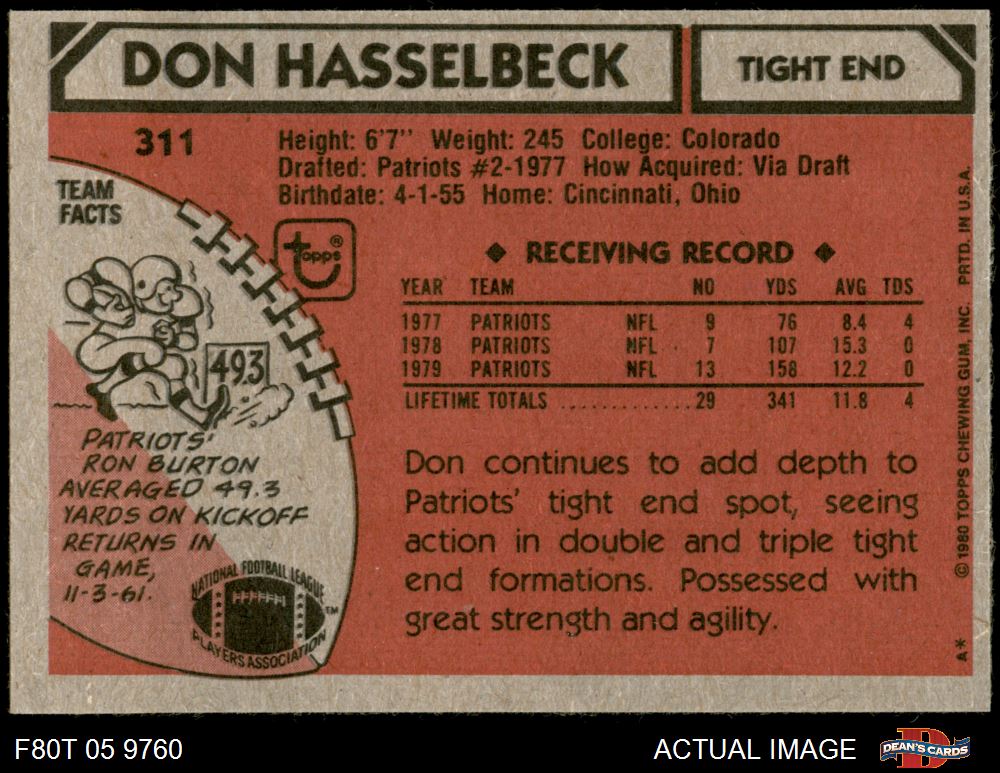 DON HASSELBECK
TIGHT END
311
Height: 6'7" Weight: 245 College: Colorado
Drafted: Patriots #2-1977 How Acquired: Via Draft
Birthdate: 4-1-55 Home: Cincinnati, Ohio
TEAM
FACTS
topps®
49.3
PATRIOTS'
RON BURTON
AVERAGED 49.3
YARDS ON KICKOFF
RETURNS IN
GAME,
11-3-61.
NATIONAL FOOTBALL LEAGUE
PLAYERS ASSOCIATION
TM
◆ RECEIVING RECORD ◆
YEAR TEAM NO YDS AVG TDS
1977 PATRIOTS NFL 9 76 8.4 4
1978 PATRIOTS NFL 7 107 15.3 0
1979 PATRIOTS NFL 13 158 12.2 0
LIFETIME TOTALS .............. 29 341 11.8 4
Don continues to add depth to
Patriots' tight end spot, seeing
action in double and triple tight
end formations. Possessed with
great strength and agility.
A* © 1980 TOPPS CHEWING GUM, INC. PRTD. IN U.S.A.
F80T 05 9760
ACTUAL IMAGE
DEAN'S CARDS